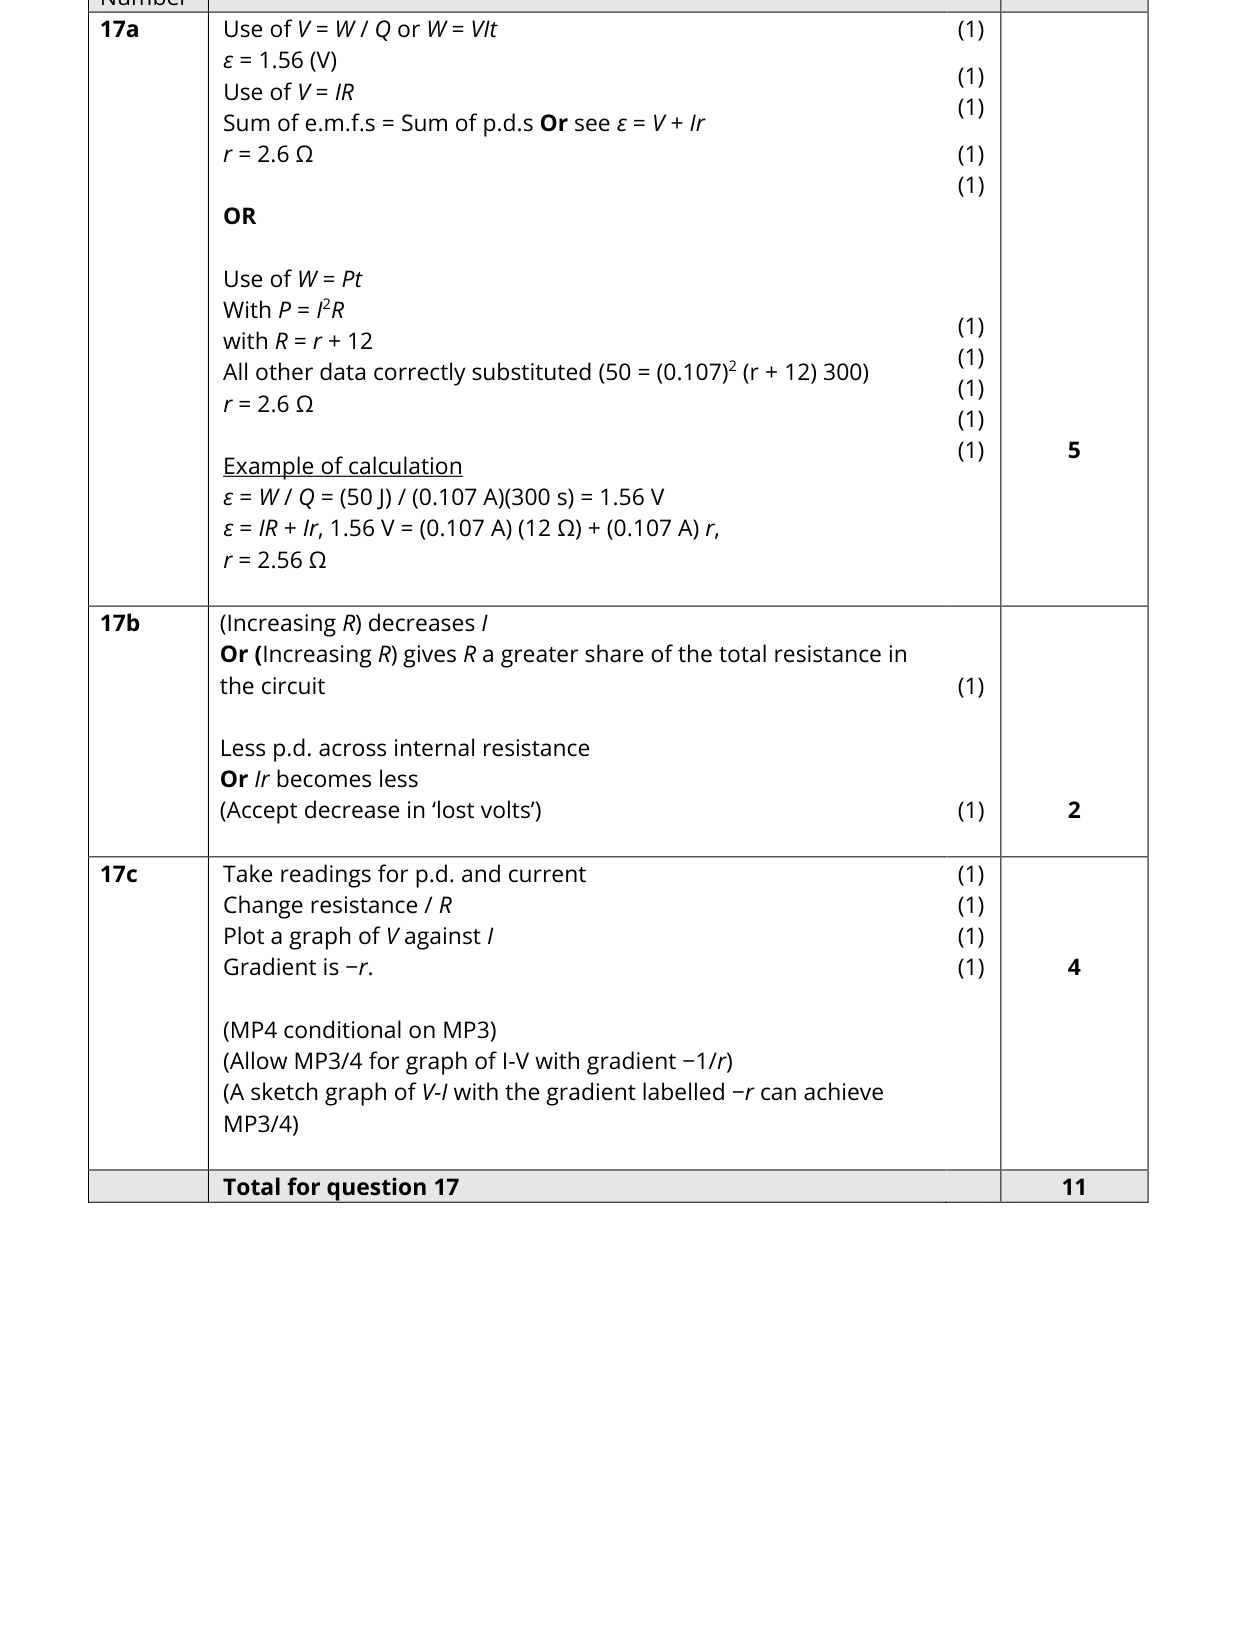 Number
17a
Use of V = W / Q or W = VIt (1)
ε = 1.56 (V) (1)
Use of V = IR (1)
Sum of e.m.f.s = Sum of p.d.s Or see ε = V + Ir (1)
r = 2.6 Ω (1)
OR
Use of W = Pt (1)
With P = I²R (1)
with R = r + 12 (1)
All other data correctly substituted (50 = (0.107)² (r + 12) 300) (1)
r = 2.6 Ω (1) 5
Example of calculation
ε = W / Q = (50 J) / (0.107 A)(300 s) = 1.56 V
ε = IR + Ir, 1.56 V = (0.107 A) (12 Ω) + (0.107 A) r,
r = 2.56 Ω
17b
(Increasing R) decreases I
Or (Increasing R) gives R a greater share of the total resistance in
the circuit (1)
Less p.d. across internal resistance
Or Ir becomes less
(Accept decrease in ‘lost volts’) (1) 2
17c
Take readings for p.d. and current (1)
Change resistance / R (1)
Plot a graph of V against I (1)
Gradient is −r. (1) 4
(MP4 conditional on MP3)
(Allow MP3/4 for graph of I-V with gradient −1/r)
(A sketch graph of V-I with the gradient labelled −r can achieve
MP3/4)
Total for question 17 11